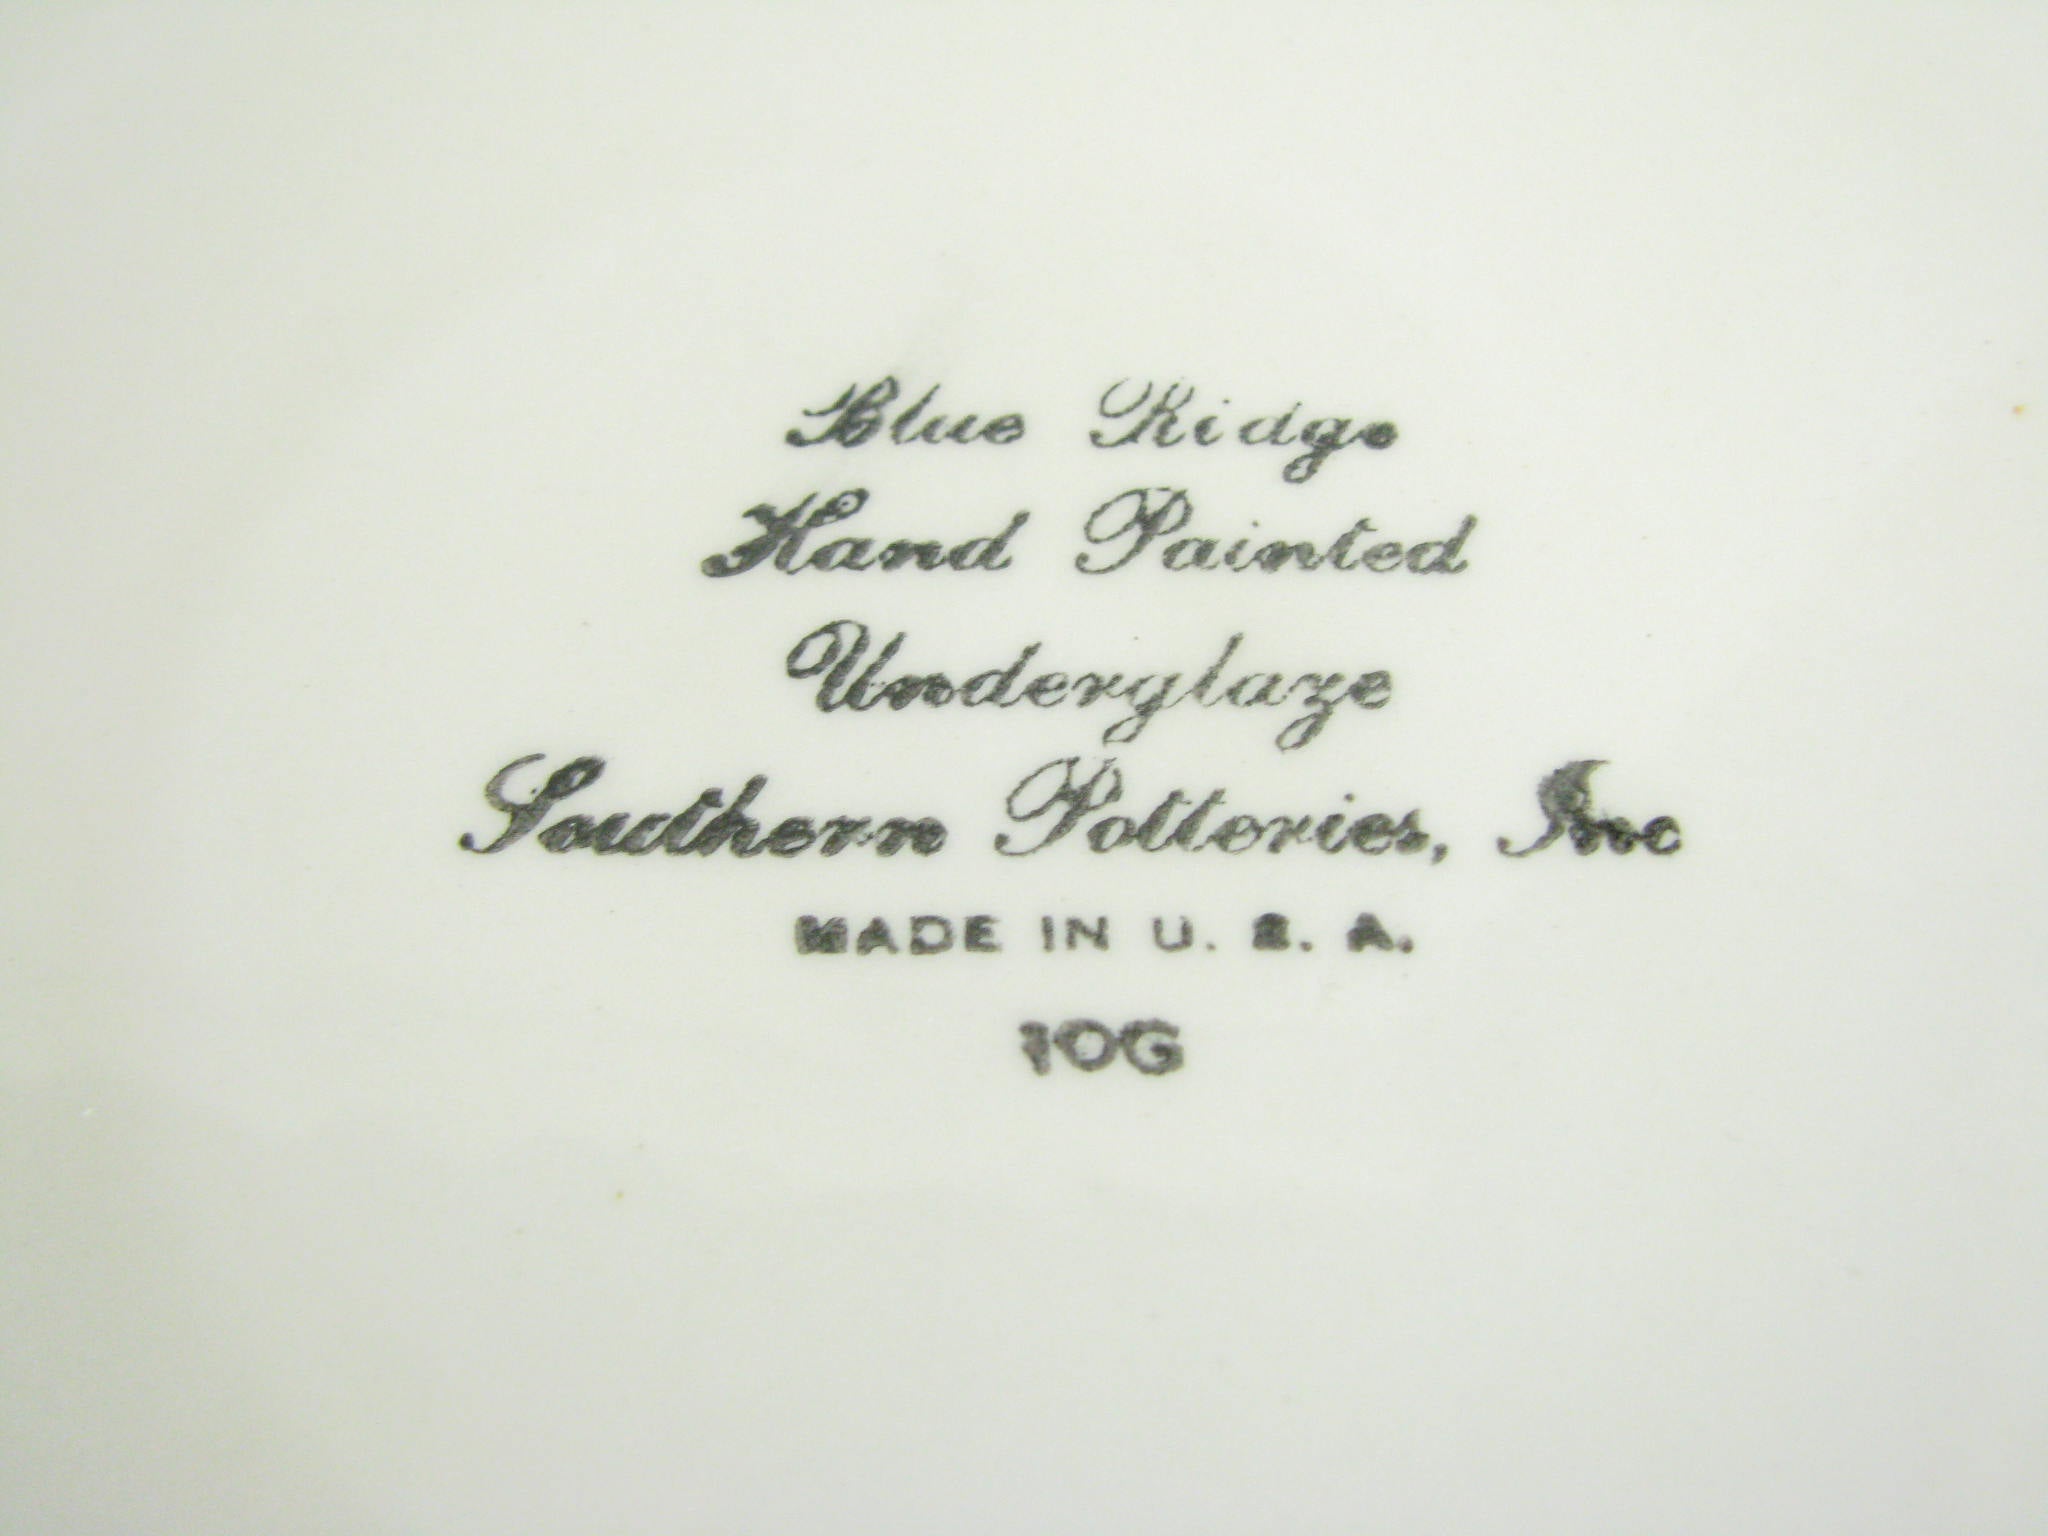 Blue Ridge
Hand Painted
Underglaze
Southern Potteries, Inc
MADE IN U. S. A.
10G